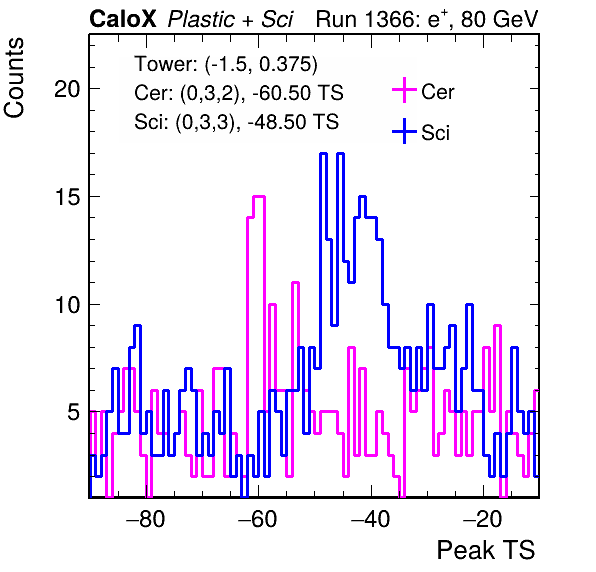 CaloX Plastic + Sci Run 1366: e⁺, 80 GeV
Counts
Tower: (-1.5, 0.375)
Cer: (0,3,2), -60.50 TS
Sci: (0,3,3), -48.50 TS
Cer
Sci
20
15
10
5
−80 −60 −40 −20
Peak TS